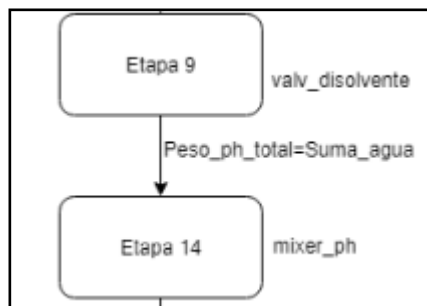 Etapa 9
valv_disolvente
Peso_ph_total=Suma_agua
Etapa 14
mixer_ph